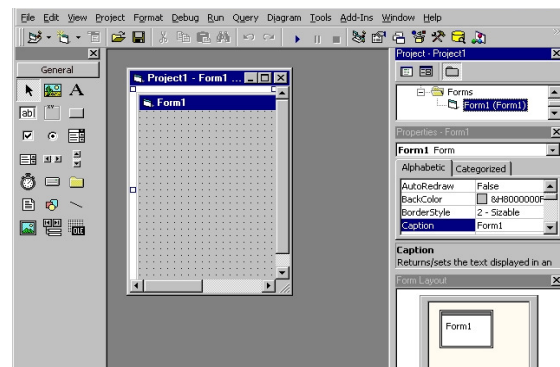 File Edit View Project Format Debug Run Query Diagram Tools Add-Ins Window Help
General
A
ab|
OLE
Project1 - Form1 ...
Form1
Project - Project1
Forms
Form1 (Form1)
Properties - Form1
Form1 Form
Alphabetic Categorized
AutoRedraw False
BackColor &H8000000F
BorderStyle 2 - Sizable
Caption Form1
Caption
Returns/sets the text displayed in an
Form Layout
Form1